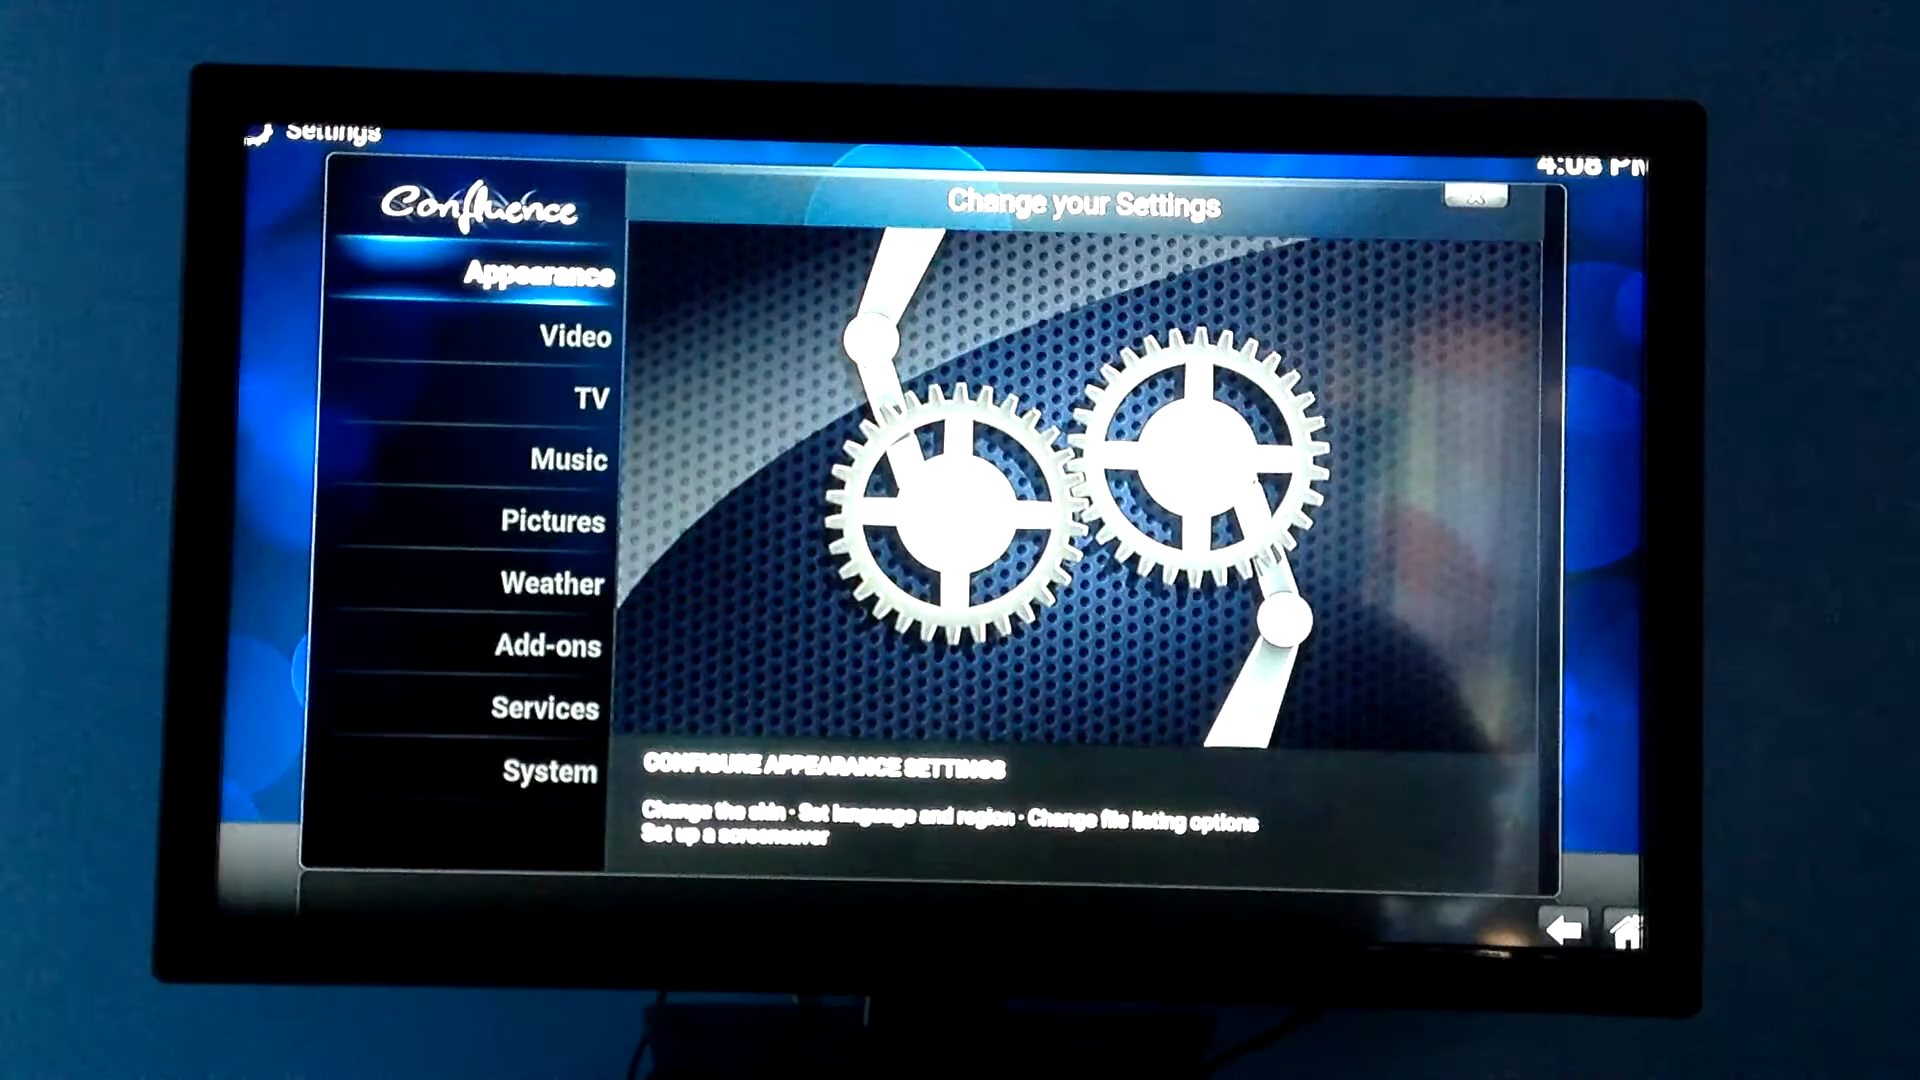 Settings
4:08 PM
Confluence
Change your Settings
X
Appearance
Video
TV
Music
Pictures
Weather
Add-ons
Services
System
CONFIGURE APPEARANCE SETTINGS
Change the skin · Set language and region · Change file listing options
Set up a screensaver